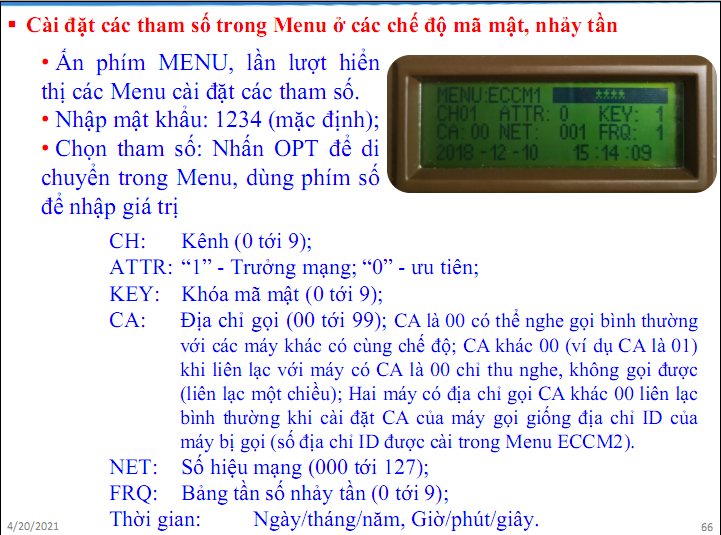 ▪ Cài đặt các tham số trong Menu ở các chế độ mã mật, nhảy tần
• Ấn phím MENU, lần lượt hiển
thị các Menu cài đặt các tham số.
• Nhập mật khẩu: 1234 (mặc định);
• Chọn tham số: Nhấn OPT để di
chuyển trong Menu, dùng phím số
để nhập giá trị
MENU:ECCM1 ****
CH01 ATTR: 0 KEY: 1
CA: 00 NET: 001 FRQ: 1
2018-12-10 15:14:09
CH: Kênh (0 tới 9);
ATTR: “1” - Trưởng mạng; “0” - ưu tiên;
KEY: Khóa mã mật (0 tới 9);
CA: Địa chỉ gọi (00 tới 99); CA là 00 có thể nghe gọi bình thường
với các máy khác có cùng chế độ; CA khác 00 (ví dụ CA là 01)
khi liên lạc với máy có CA là 00 chỉ thu nghe, không gọi được
(liên lạc một chiều); Hai máy có địa chỉ gọi CA khác 00 liên lạc
bình thường khi cài đặt CA của máy gọi giống địa chỉ ID của
máy bị gọi (số địa chỉ ID được cài trong Menu ECCM2).
NET: Số hiệu mạng (000 tới 127);
FRQ: Bảng tần số nhảy tần (0 tới 9);
Thời gian: Ngày/tháng/năm, Giờ/phút/giây.
4/20/2021
66